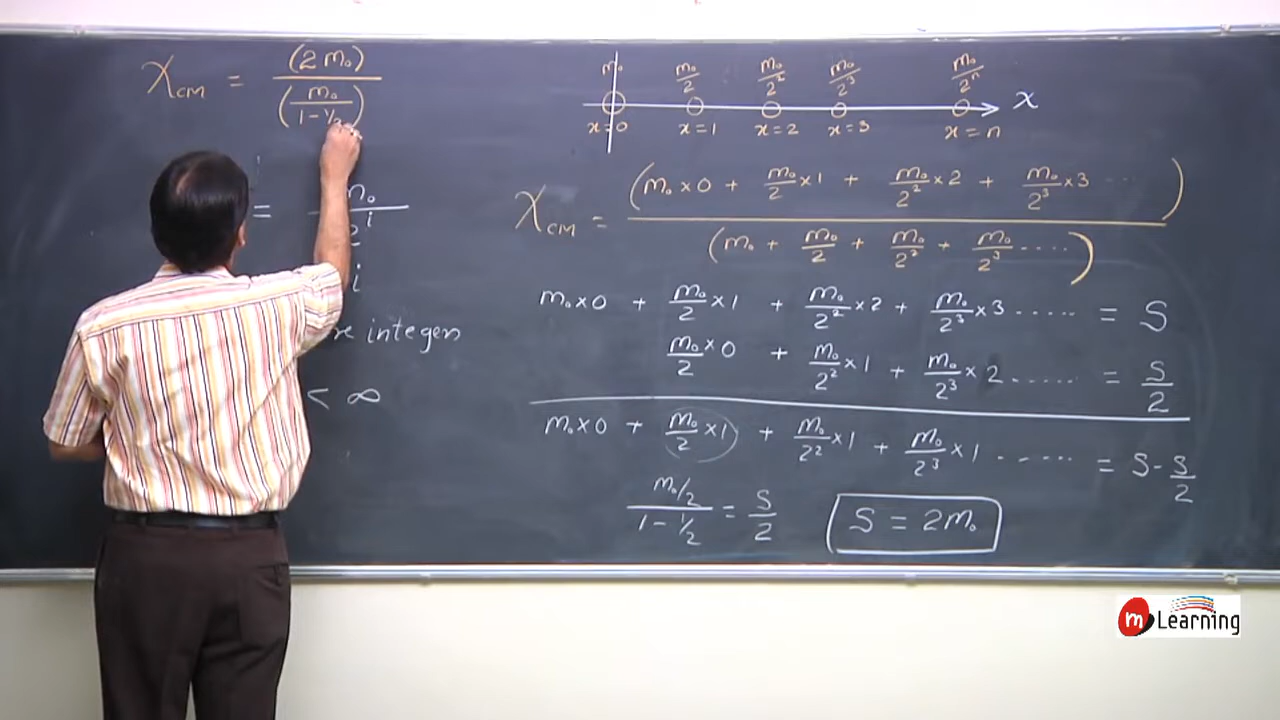 X_CM = (2m₀) / (m₀ / (1 − 1/2))
= m₀ / 2^i
i
integer
< ∞
m₀ m₀/2 m₀/2² m₀/2³ m₀/2ⁿ
x
x=0 x=1 x=2 x=3 x=n
X_CM = (m₀×0 + m₀/2 ×1 + m₀/2² ×2 + m₀/2³ ×3 ...) / (m₀ + m₀/2 + m₀/2² + m₀/2³ ....)
m₀×0 + m₀/2 ×1 + m₀/2² ×2 + m₀/2³ ×3 ...... = S
m₀/2 ×0 + m₀/2² ×1 + m₀/2³ ×2 ...... = S/2
m₀×0 + m₀/2 ×1 + m₀/2² ×1 + m₀/2³ ×1 ...... = S - S/2
(m₀/2) / (1 − 1/2) = S/2 S = 2m₀
m Learning